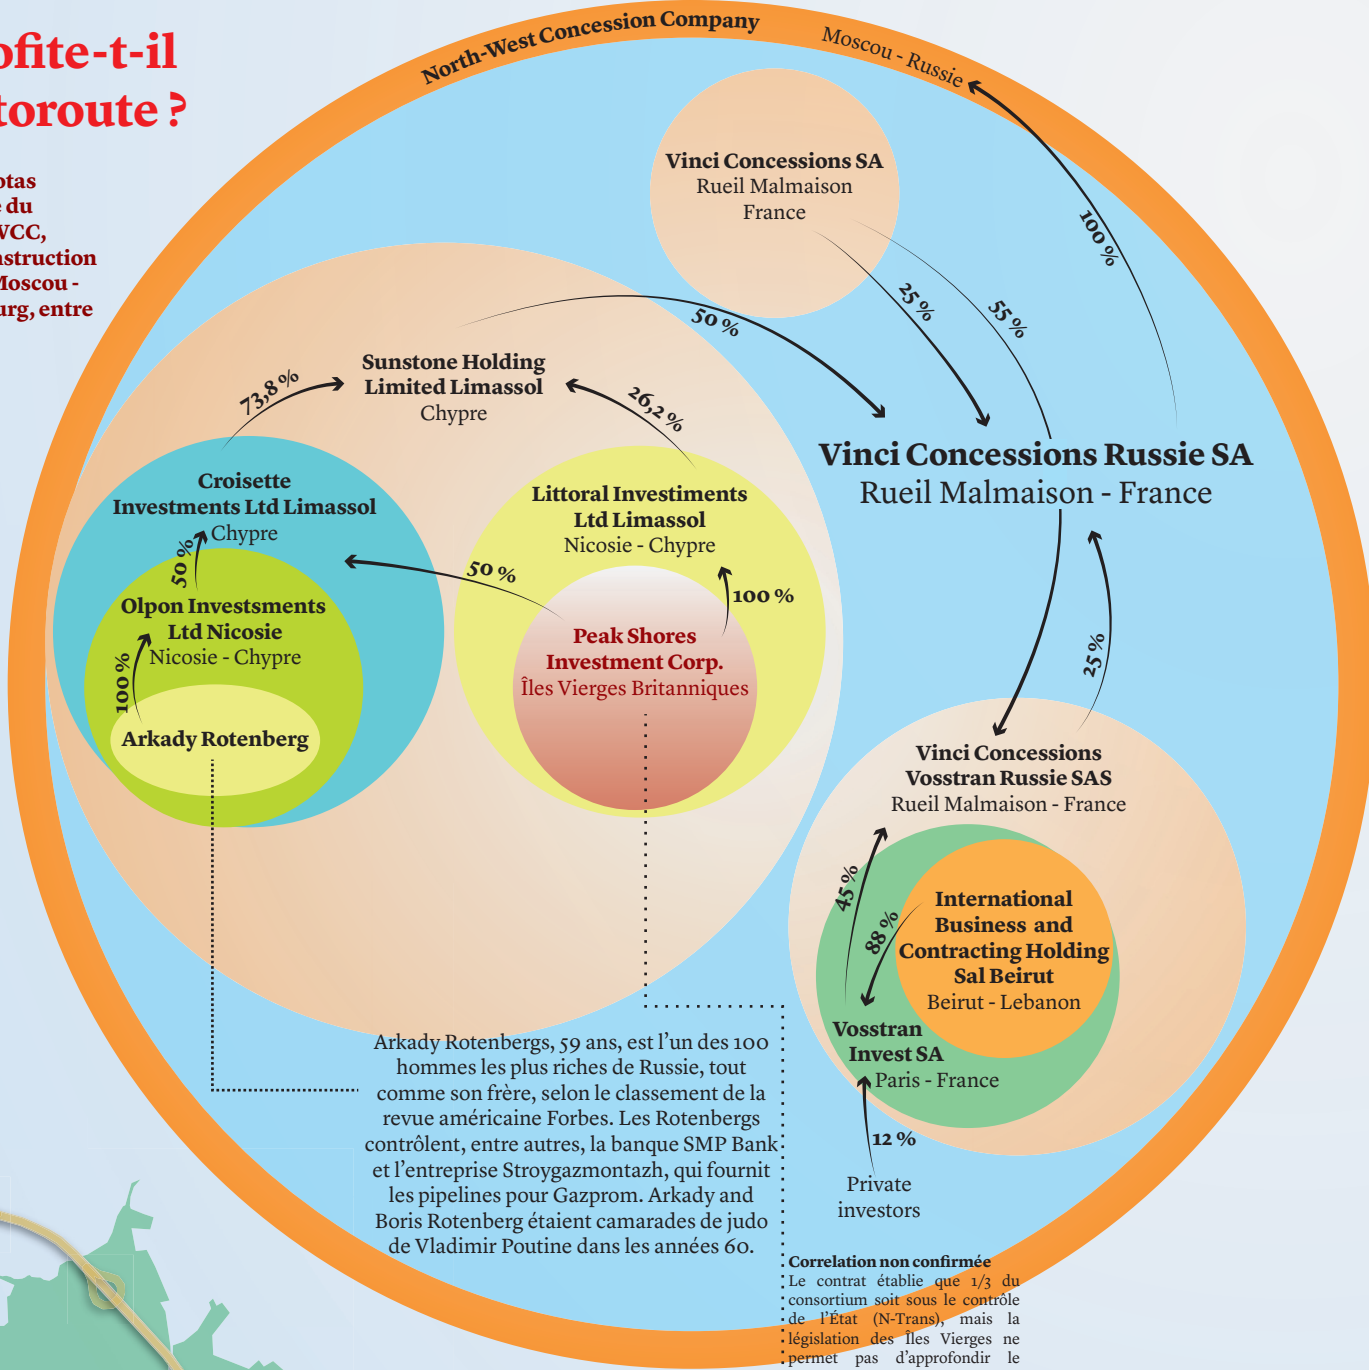 ofite-t-il
toroute ?
otas
e du
WCC,
nstruction
Moscou -
urg, entre
North-West Concession Company
Moscou - Russie
Vinci Concessions SA
Rueil Malmaison
France
100 %
25 %
55 %
50 %
Sunstone Holding
Limited Limassol
Chypre
73,8 %
26,2 %
Vinci Concessions Russie SA
Rueil Malmaison - France
Croisette
Investments Ltd Limassol
Chypre
50 %
Olpon Investsments
Ltd Nicosie
Nicosie - Chypre
100 %
Arkady Rotenberg
Littoral Investiments
Ltd Limassol
Nicosie - Chypre
50 %
100 %
Peak Shores
Investment Corp.
Îles Vierges Britanniques
25 %
Vinci Concessions
Vosstran Russie SAS
Rueil Malmaison - France
45 %
88 %
International
Business and
Contracting Holding
Sal Beirut
Beirut - Lebanon
Vosstran
Invest SA
Paris - France
12 %
Private
investors
Arkady Rotenbergs, 59 ans, est l'un des 100
hommes les plus riches de Russie, tout
comme son frère, selon le classement de la
revue américaine Forbes. Les Rotenbergs
contrôlent, entre autres, la banque SMP Bank
et l'entreprise Stroygazmontazh, qui fournit
les pipelines pour Gazprom. Arkady and
Boris Rotenberg étaient camarades de judo
de Vladimir Poutine dans les années 60.
Correlation non confirmée
Le contrat établie que 1/3 du
consortium soit sous le contrôle
de l'État (N-Trans), mais la
législation des Îles Vierges ne
permet pas d'approfondir le